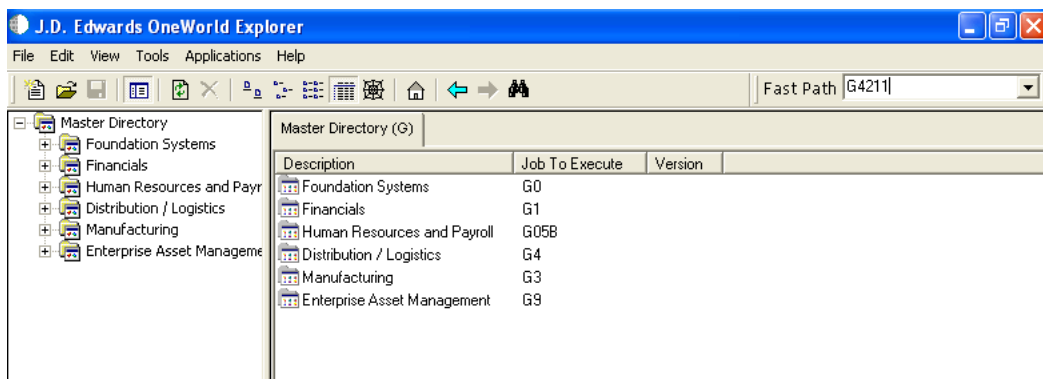 J.D. Edwards OneWorld Explorer
File Edit View Tools Applications Help
Fast Path G4211
Master Directory
Foundation Systems
Financials
Human Resources and Payr
Distribution / Logistics
Manufacturing
Enterprise Asset Manageme
Master Directory (G)
Description Job To Execute Version
Foundation Systems G0
Financials G1
Human Resources and Payroll G05B
Distribution / Logistics G4
Manufacturing G3
Enterprise Asset Management G9